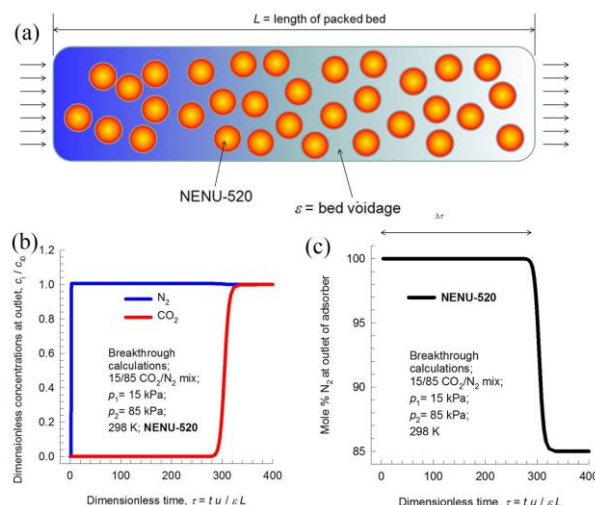 (a)
L = length of packed bed
NENU-520
ε = bed voidage
(b)
Dimensionless concentrations at outlet, ci / ci0
1.2
1.0
0.8
0.6
0.4
0.2
0.0
N2
CO2
Breakthrough
calculations;
15/85 CO2/N2 mix;
p1= 15 kPa;
p2= 85 kPa;
298 K; NENU-520
0 100 200 300 400
Dimensionless time, τ = t u / ε L
(c)
Δτ
Mole % N2 at outlet of adsorber
100
95
90
85
NENU-520
Breakthrough
calculations;
15/85 CO2/N2 mix;
p1= 15 kPa;
p2= 85 kPa;
298 K
0 100 200 300 400
Dimensionless time, τ = t u / ε L